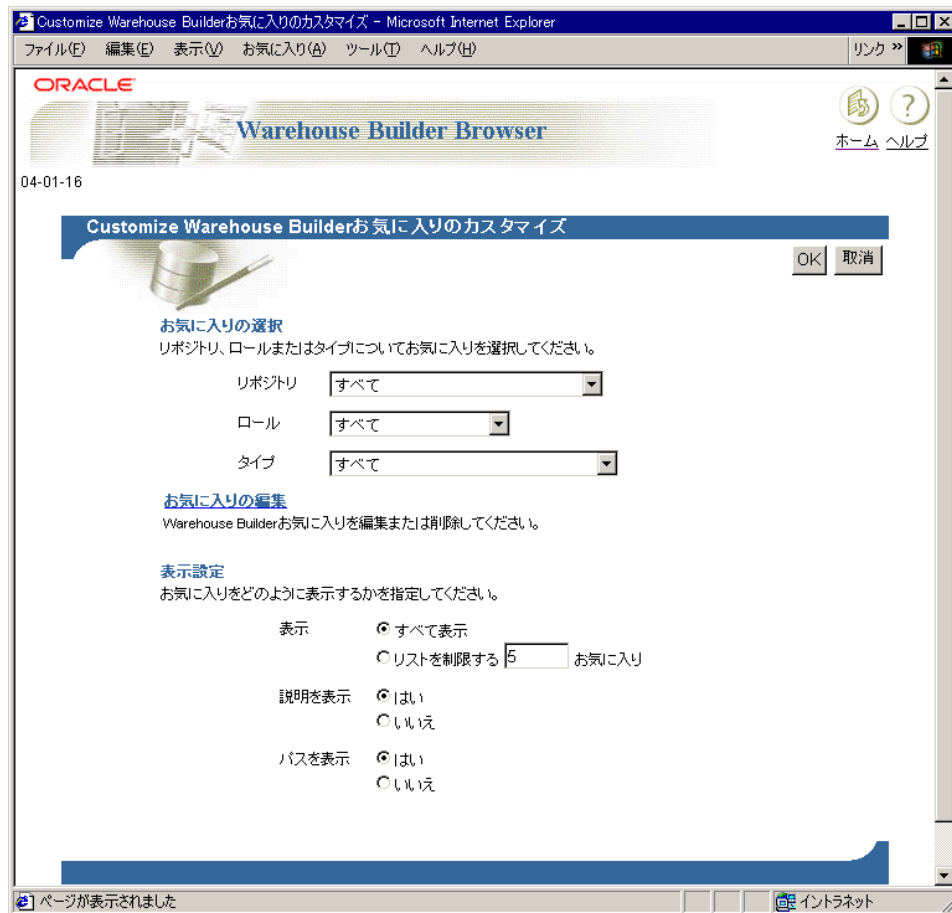 Customize Warehouse Builderお気に入りのカスタマイズ - Microsoft Internet Explorer
ファイル(F) 編集(E) 表示(V) お気に入り(A) ツール(T) ヘルプ(H) リンク »
ORACLE
Warehouse Builder Browser
ホーム ヘルプ
04-01-16
Customize Warehouse Builderお気に入りのカスタマイズ
OK 取消
お気に入りの選択
リポジトリ、ロールまたはタイプについてお気に入りを選択してください。
リポジトリ すべて
ロール すべて
タイプ すべて
お気に入りの編集
Warehouse Builderお気に入りを編集または削除してください。
表示設定
お気に入りをどのように表示するかを指定してください。
表示 すべて表示
リストを制限する 5 お気に入り
説明を表示 はい
いいえ
パスを表示 はい
いいえ
ページが表示されました イントラネット